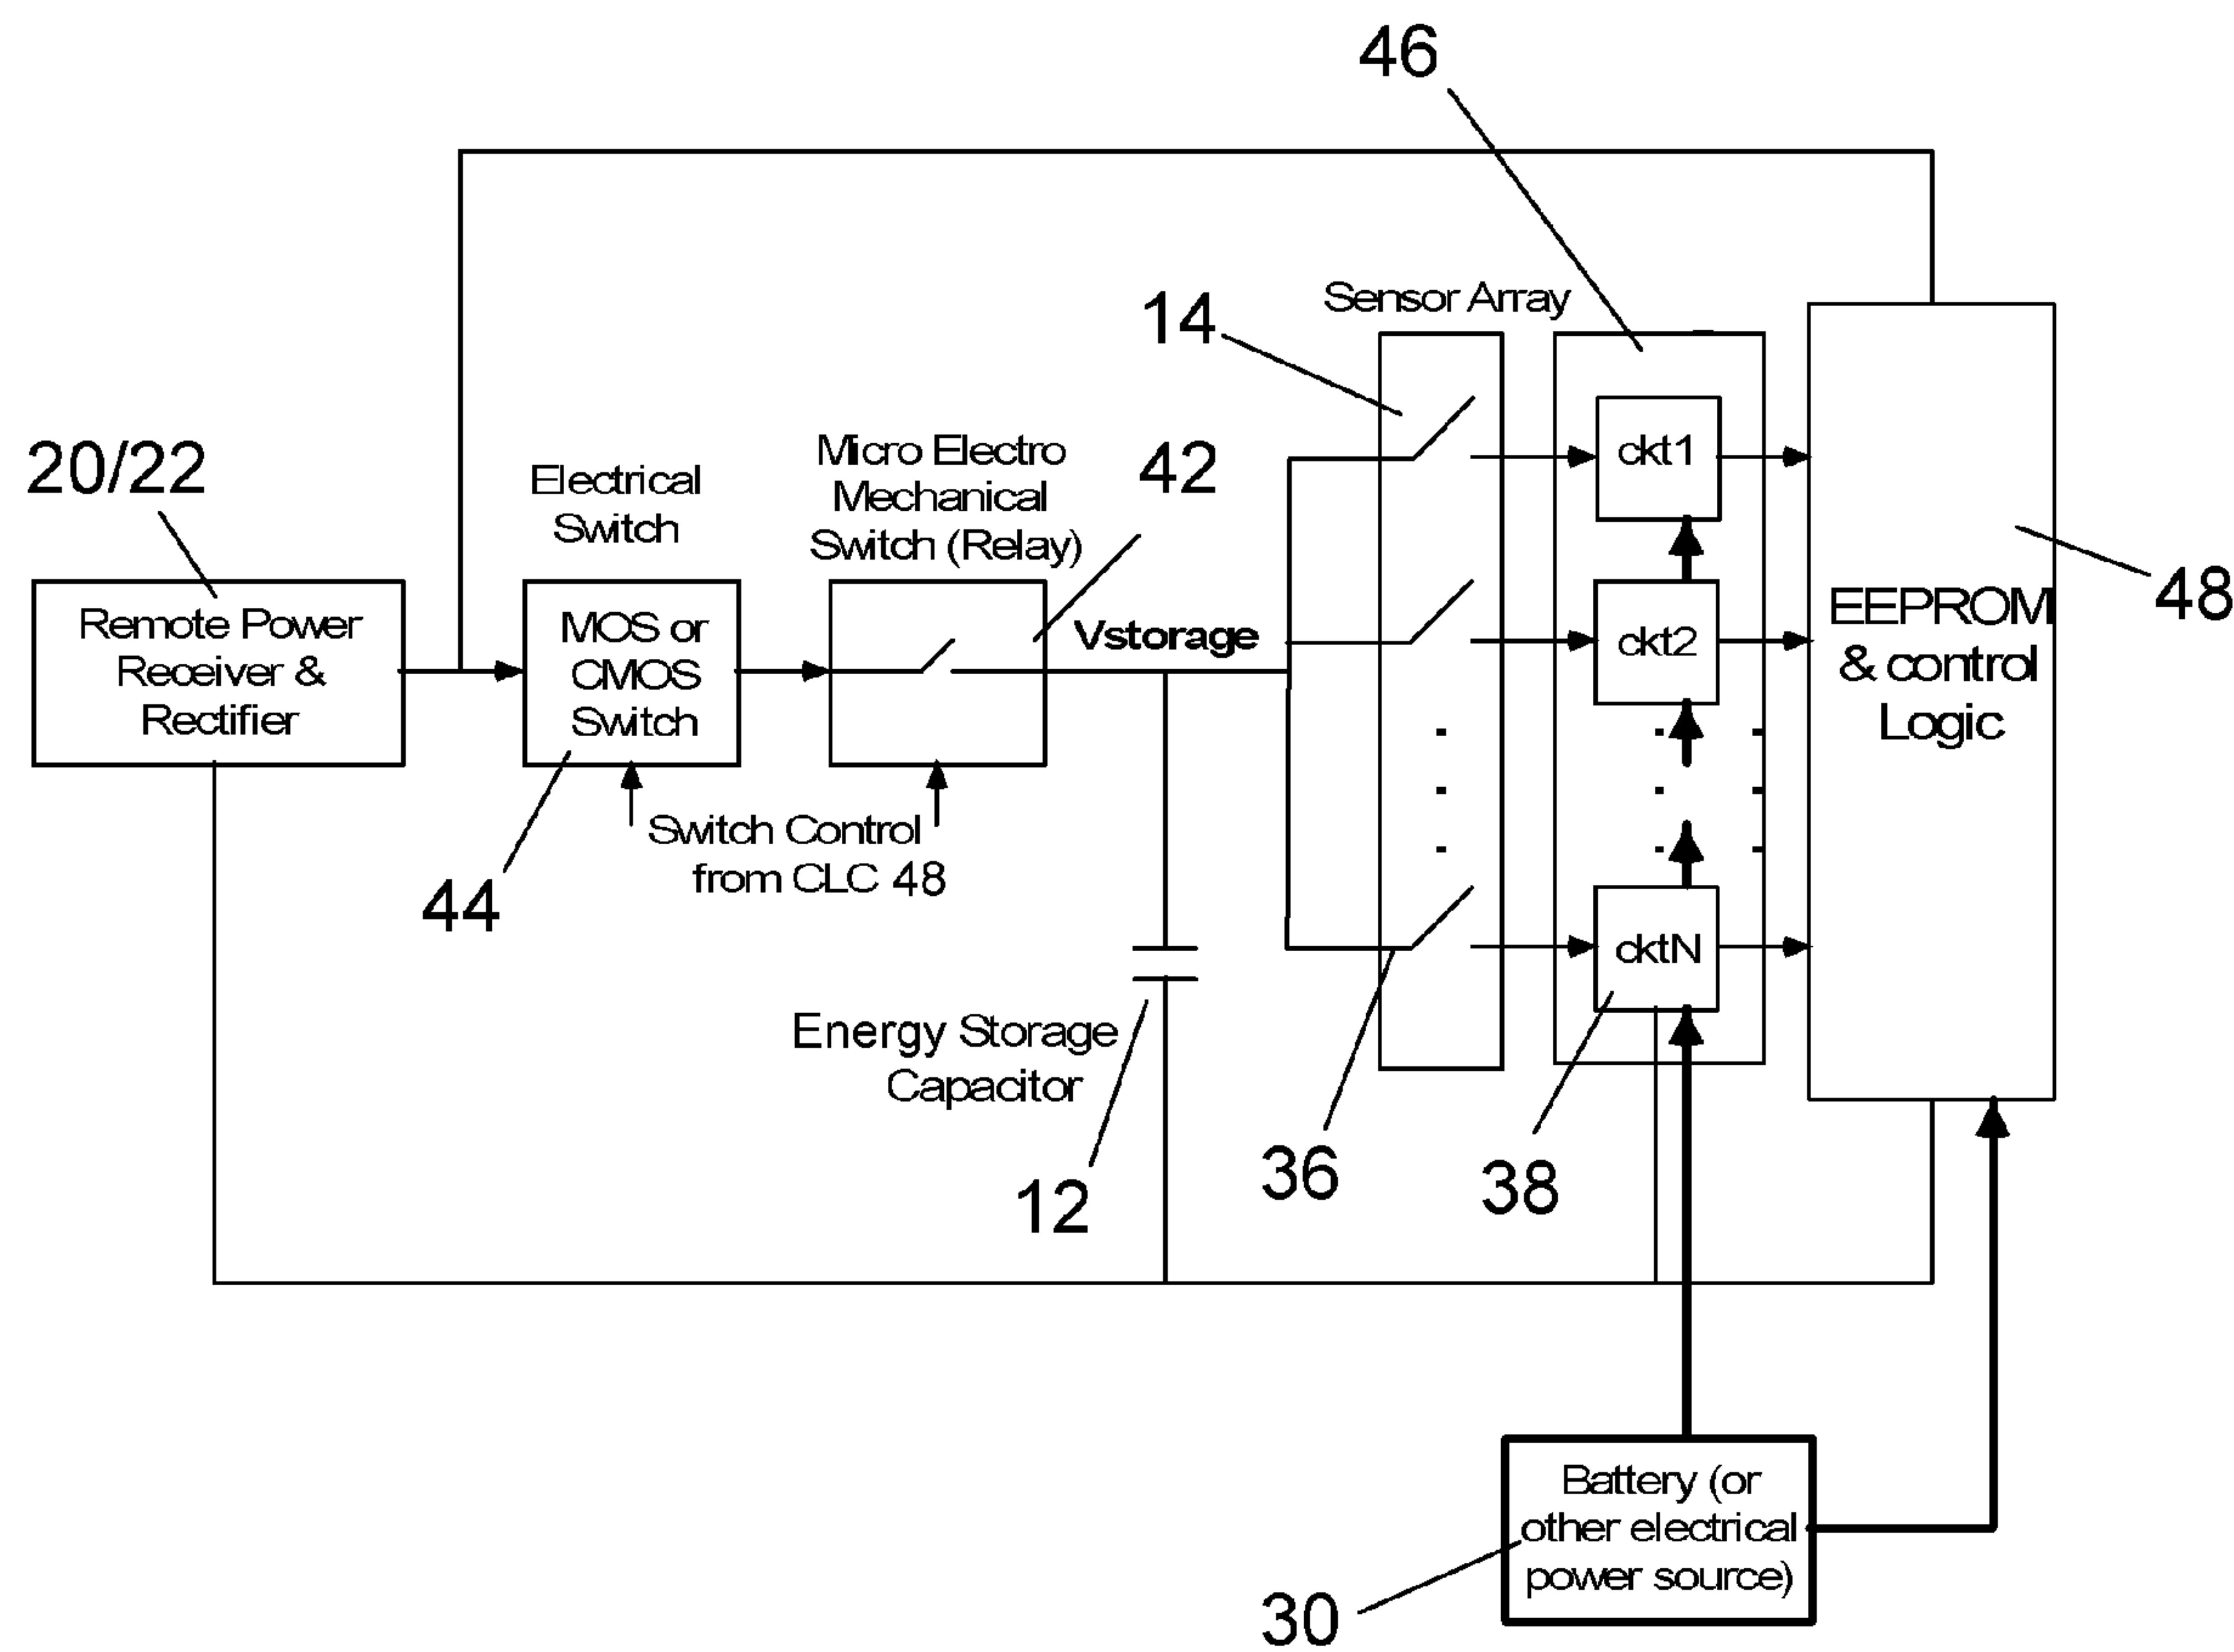 46
Sensor Array
14
20/22
Electrical
Switch
Micro Electro
Mechanical
Switch (Relay)
42
ckt1
48
Remote Power
Receiver &
Rectifier
MOS or
CMOS
Switch
Vstorage
ckt2
EEPROM
& control
Logic
44
Switch Control
from CLC 48
cktN
Energy Storage
Capacitor
12
36
38
Battery (or
other electrical
power source)
30